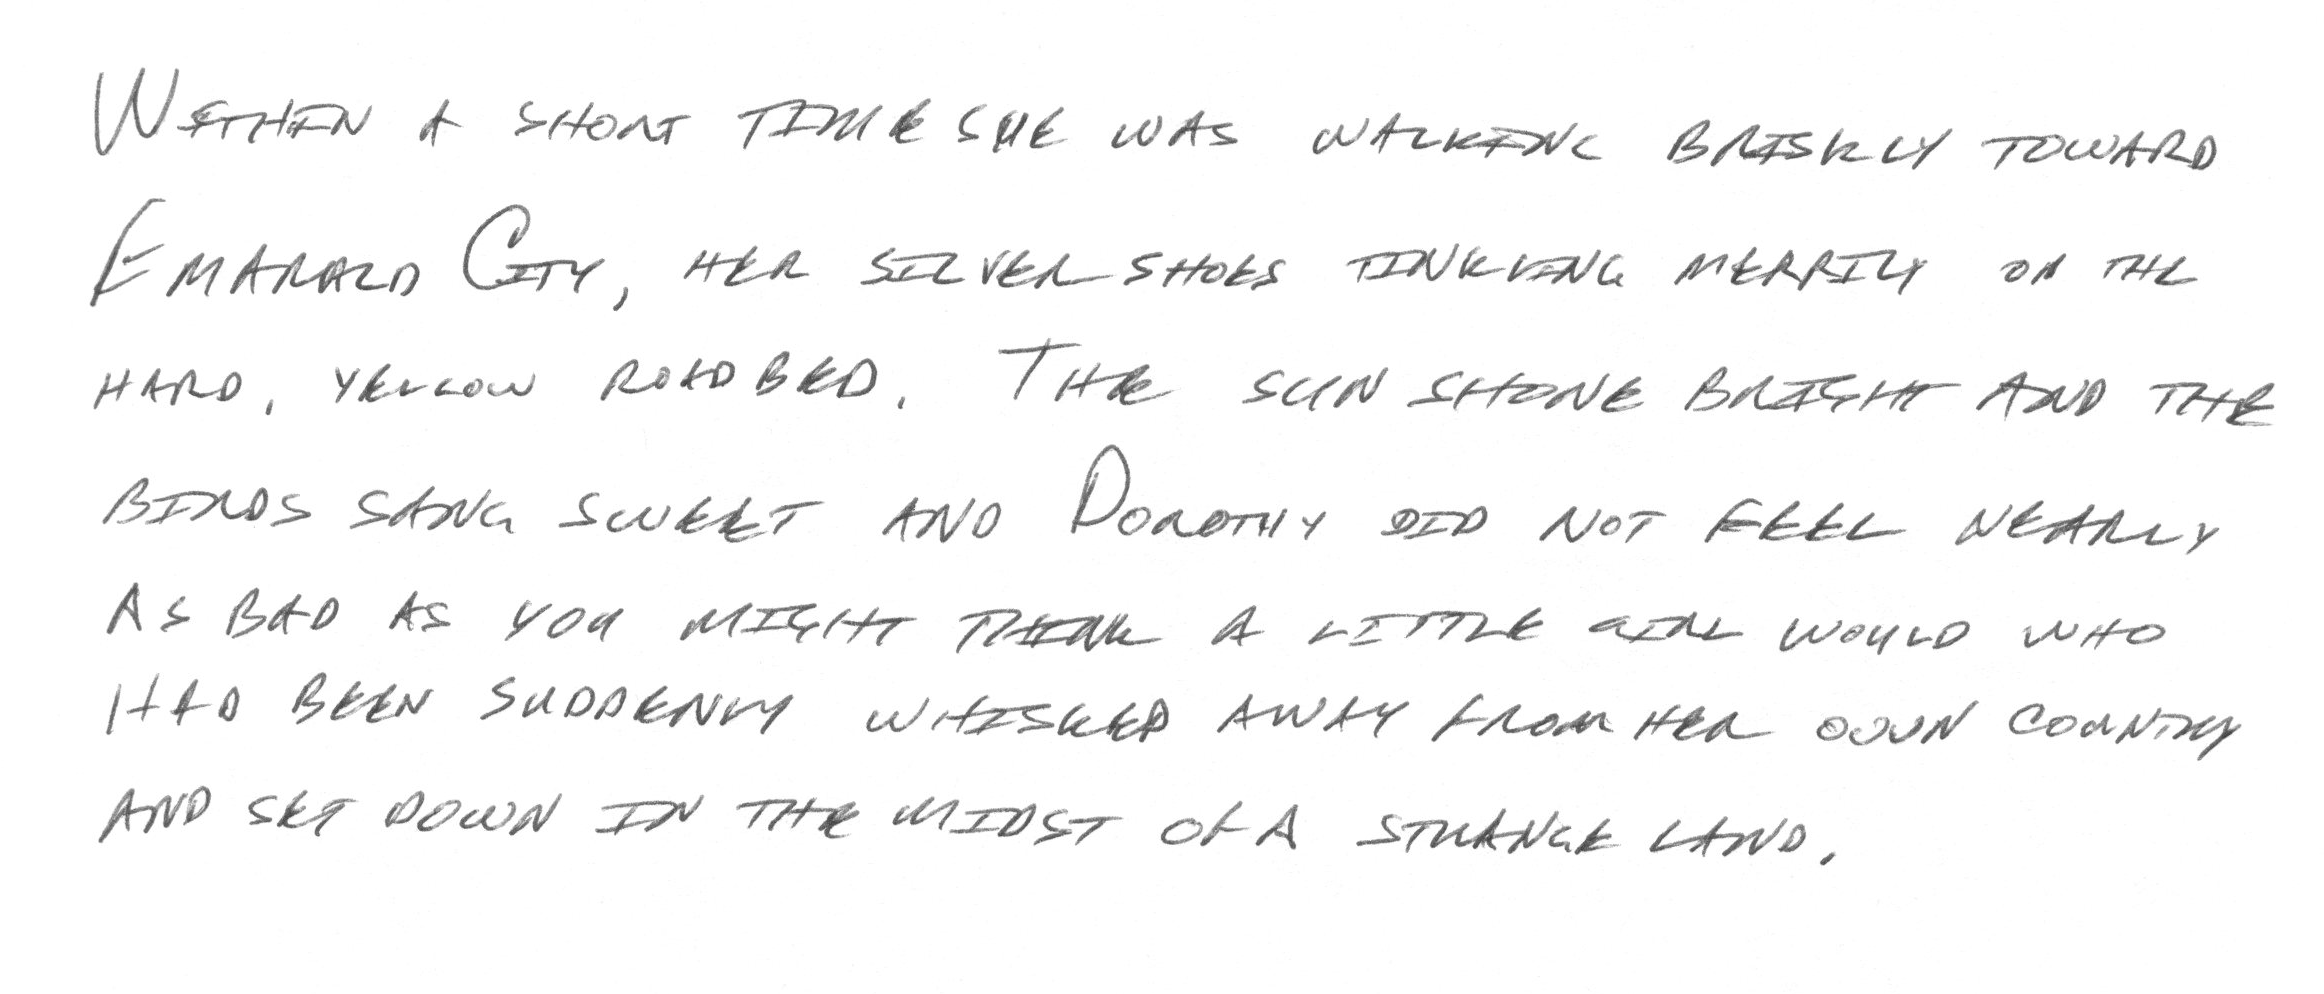 WITHIN A SHORT TIME SHE WAS WALKING BRISKLY TOWARD
EMARALD CITY, HER SILVER SHOES TINKLING MERRILY ON THE
HARD, YELLOW ROADBED. THE SUN SHONE BRIGHT AND THE
BIRDS SANG SWEET AND DOROTHY DID NOT FEEL NEARLY
AS BAD AS YOU MIGHT THINK A LITTLE GIRL WOULD WHO
HAD BEEN SUDDENLY WHISKED AWAY FROM HER OWN COUNTRY
AND SET DOWN IN THE MIDST OF A STRANGE LAND.